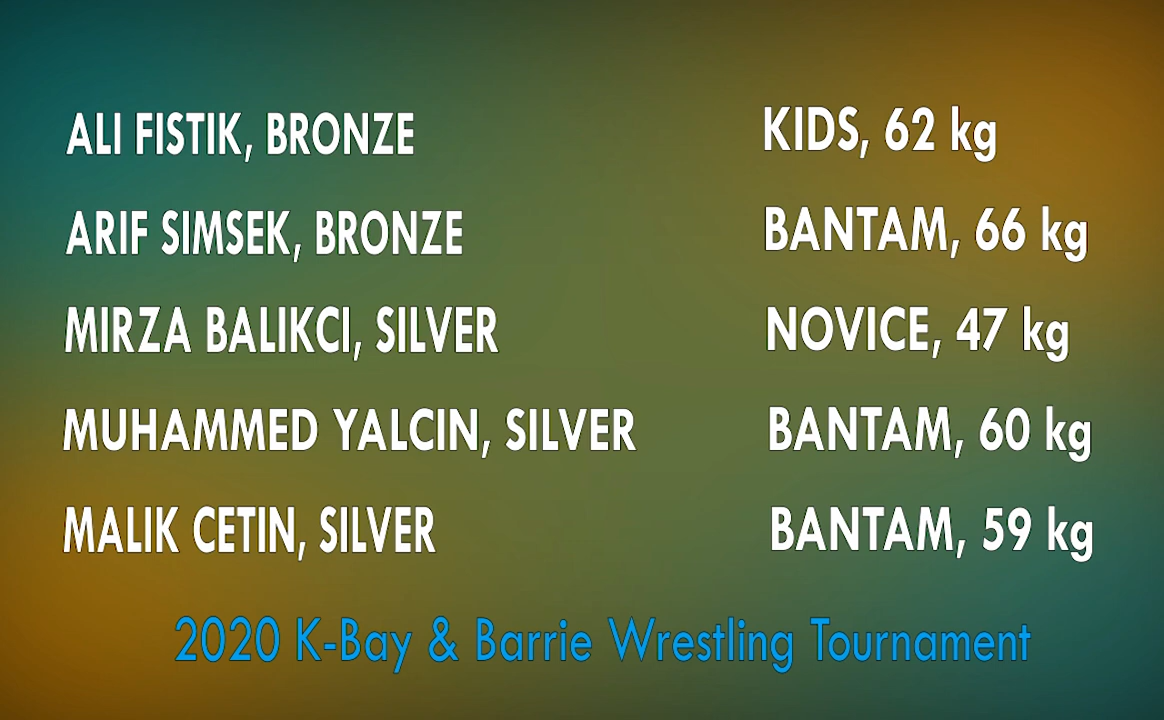 ALI FISTIK, BRONZE KIDS, 62 kg
ARIF SIMSEK, BRONZE BANTAM, 66 kg
MIRZA BALIKCI, SILVER NOVICE, 47 kg
MUHAMMED YALCIN, SILVER BANTAM, 60 kg
MALIK CETIN, SILVER BANTAM, 59 kg
2020 K-Bay & Barrie Wrestling Tournament